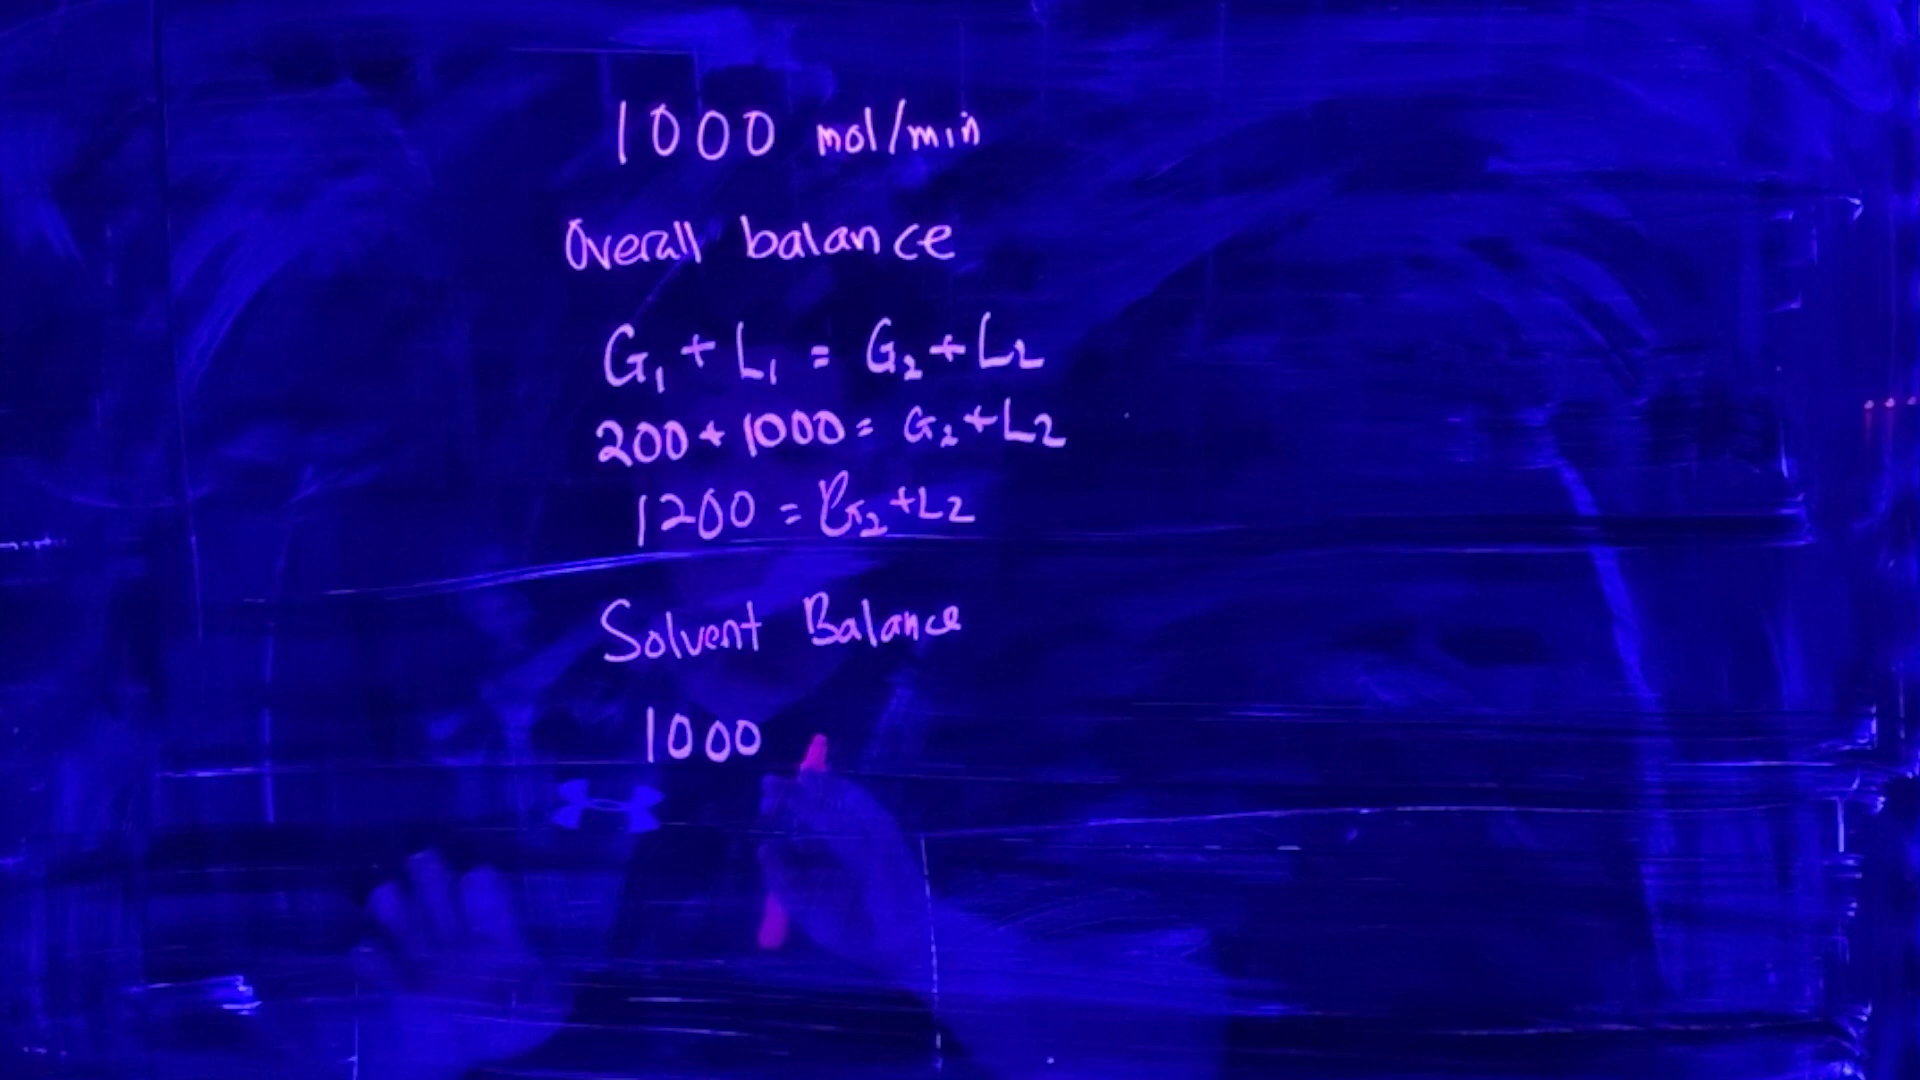 1000 mol/min
Overall balance
G₁ + L₁ = G₂ + L₂
200 + 1000 = G₂ + L₂
1200 = G₂ + L₂
Solvent Balance
1000